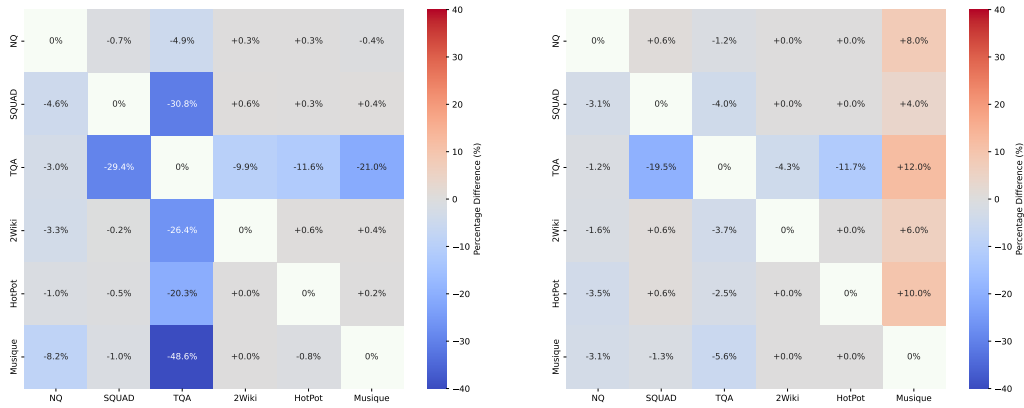 NQ 0% -0.7% -4.9% +0.3% +0.3% -0.4%
SQUAD -4.6% 0% -30.8% +0.6% +0.3% +0.4%
TQA -3.0% -29.4% 0% -9.9% -11.6% -21.0%
2Wiki -3.3% -0.2% -26.4% 0% +0.6% +0.4%
HotPot -1.0% -0.5% -20.3% +0.0% 0% +0.2%
Musique -8.2% -1.0% -48.6% +0.0% -0.8% 0%
NQ SQUAD TQA 2Wiki HotPot Musique
40
30
20
10
0
−10
−20
−30
−40
Percentage Difference (%)
NQ 0% +0.6% -1.2% +0.0% +0.0% +8.0%
SQUAD -3.1% 0% -4.0% +0.0% +0.0% +4.0%
TQA -1.2% -19.5% 0% -4.3% -11.7% +12.0%
2Wiki -1.6% +0.6% -3.7% 0% +0.0% +6.0%
HotPot -3.5% +0.6% -2.5% +0.0% 0% +10.0%
Musique -3.1% -1.3% -5.6% +0.0% +0.0% 0%
NQ SQUAD TQA 2Wiki HotPot Musique
40
30
20
10
0
−10
−20
−30
−40
Percentage Difference (%)